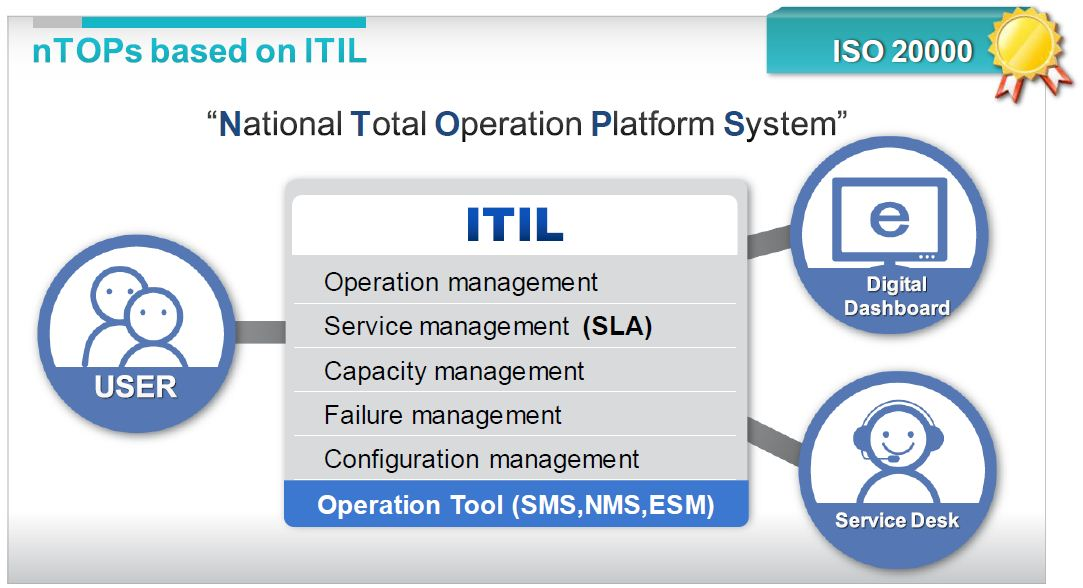 nTOPs based on ITIL
ISO 20000
“National Total Operation Platform System”
ITIL
Operation management
Service management (SLA)
Capacity management
Failure management
Configuration management
Operation Tool (SMS,NMS,ESM)
USER
e
Digital
Dashboard
Service Desk